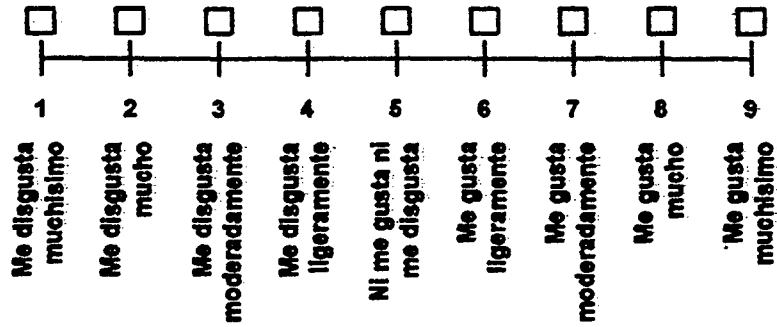 1 2 3 4 5 6 7 8 9
Me disgusta
muchísimo
Me disgusta
mucho
Me disgusta
moderadamente
Me disgusta
ligeramente
Ni me gusta ni
me disgusta
Me gusta
ligeramente
Me gusta
moderadamente
Me gusta
mucho
Me gusta
muchísimo